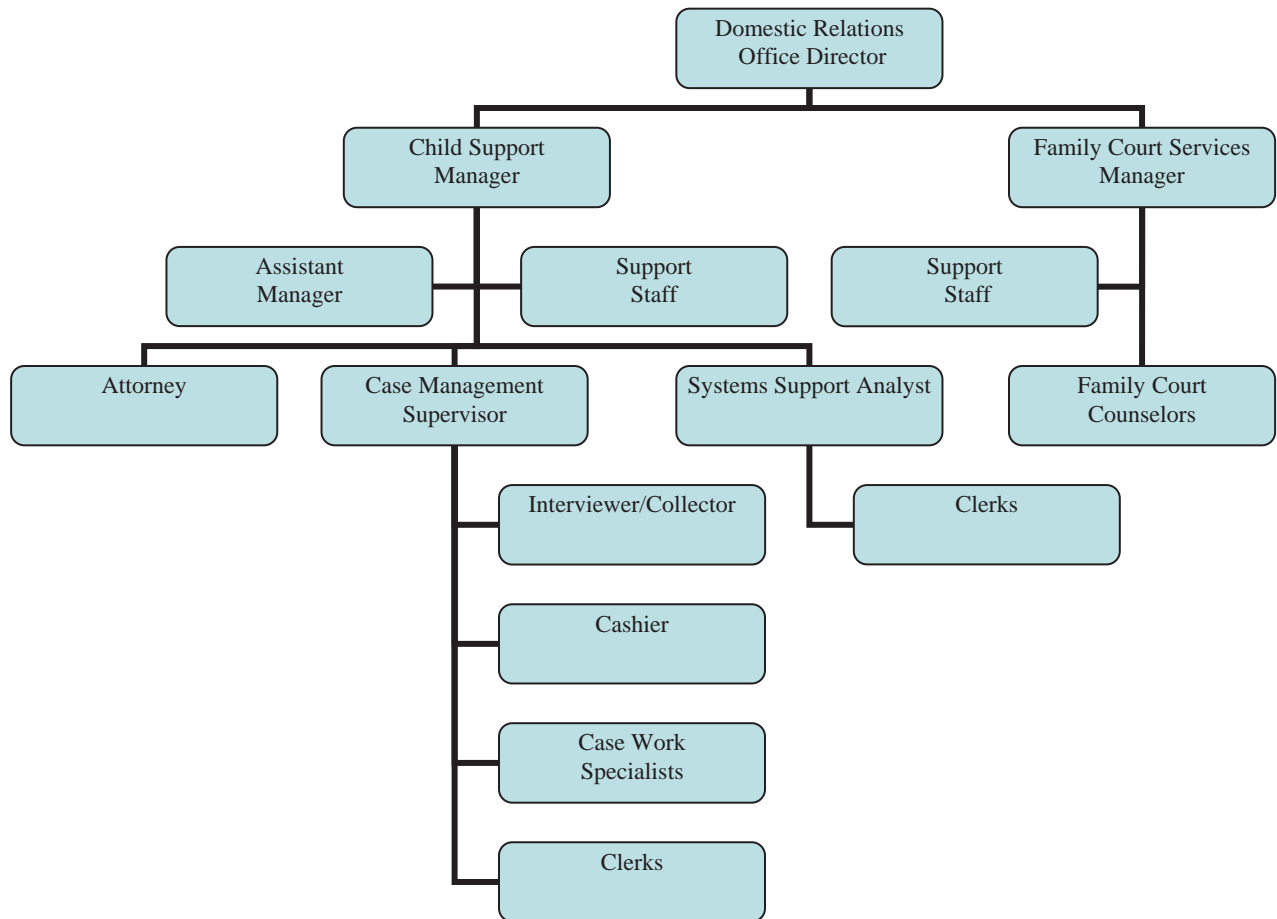 Domestic Relations
Office Director
Child Support
Manager
Family Court Services
Manager
Assistant
Manager
Support
Staff
Support
Staff
Attorney
Case Management
Supervisor
Systems Support Analyst
Family Court
Counselors
Interviewer/Collector
Clerks
Cashier
Case Work
Specialists
Clerks